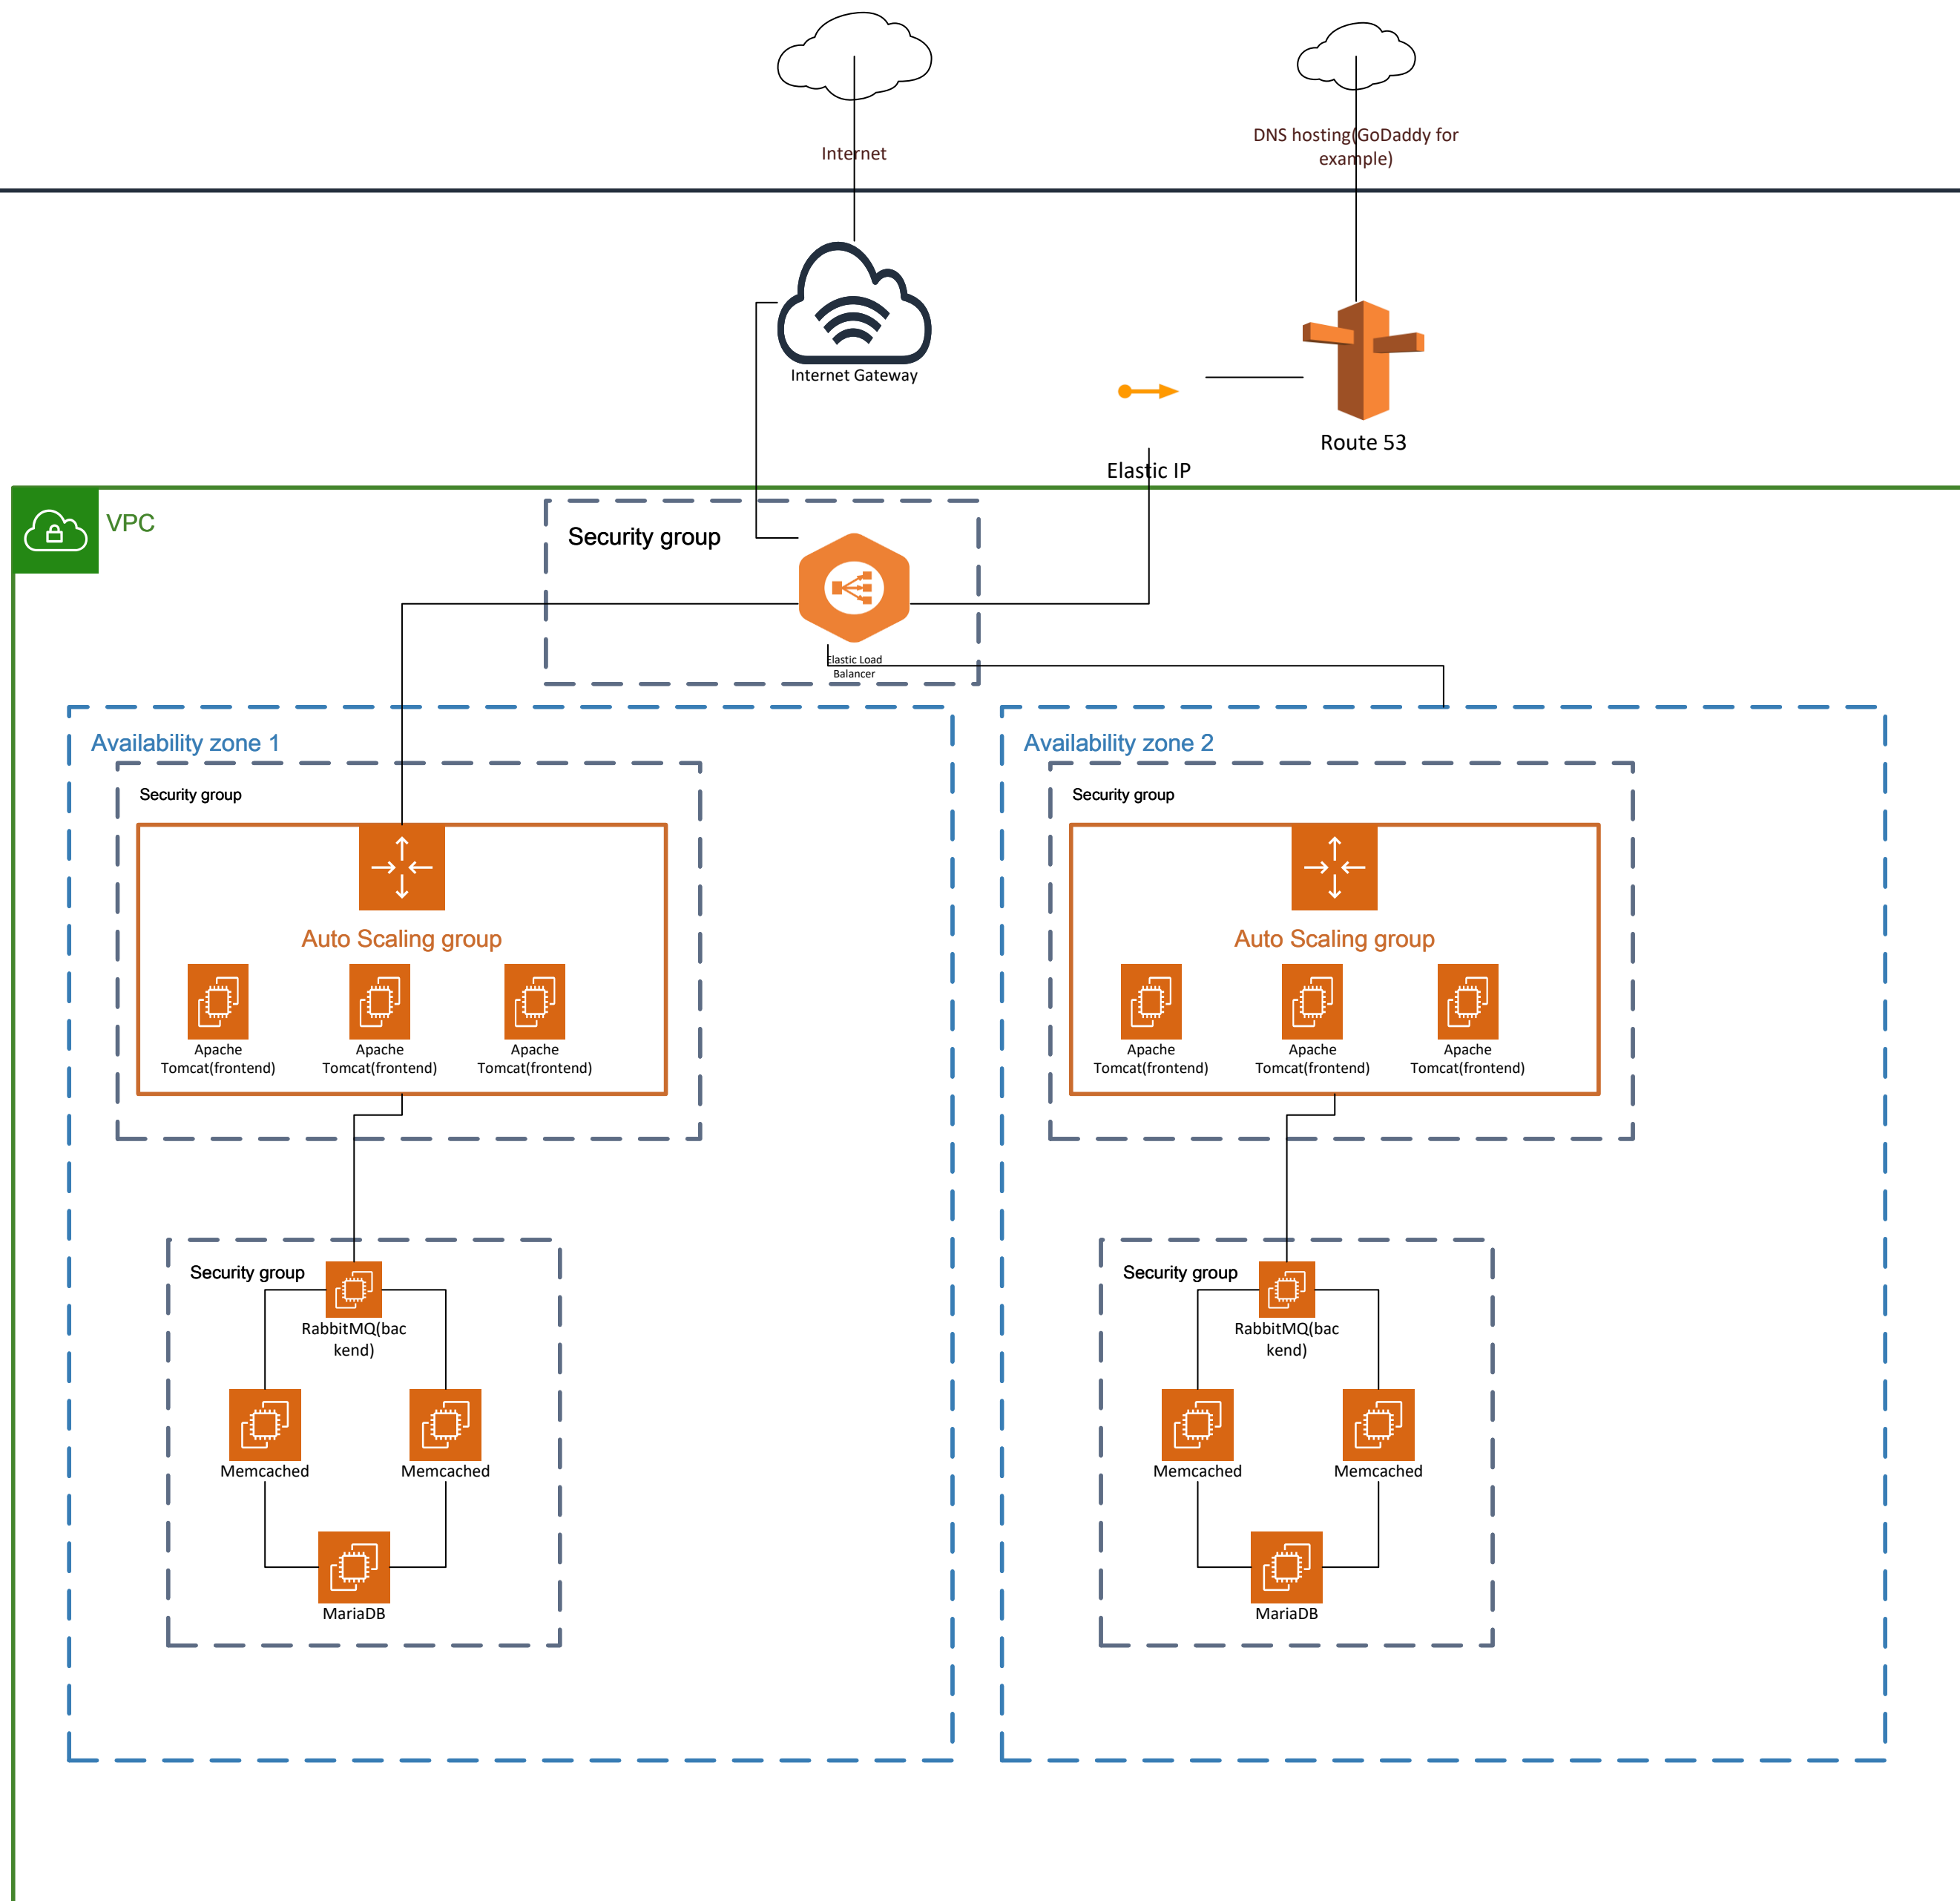 Internet
DNS hosting(GoDaddy for
example)
Internet Gateway
Route 53
Elastic IP
VPC
Security group
Elastic Load
Balancer
Availability zone 1
Security group
Auto Scaling group
Apache
Tomcat(frontend)
Apache
Tomcat(frontend)
Apache
Tomcat(frontend)
Security group
RabbitMQ(bac
kend)
Memcached
Memcached
MariaDB
Availability zone 2
Security group
Auto Scaling group
Apache
Tomcat(frontend)
Apache
Tomcat(frontend)
Apache
Tomcat(frontend)
Security group
RabbitMQ(bac
kend)
Memcached
Memcached
MariaDB